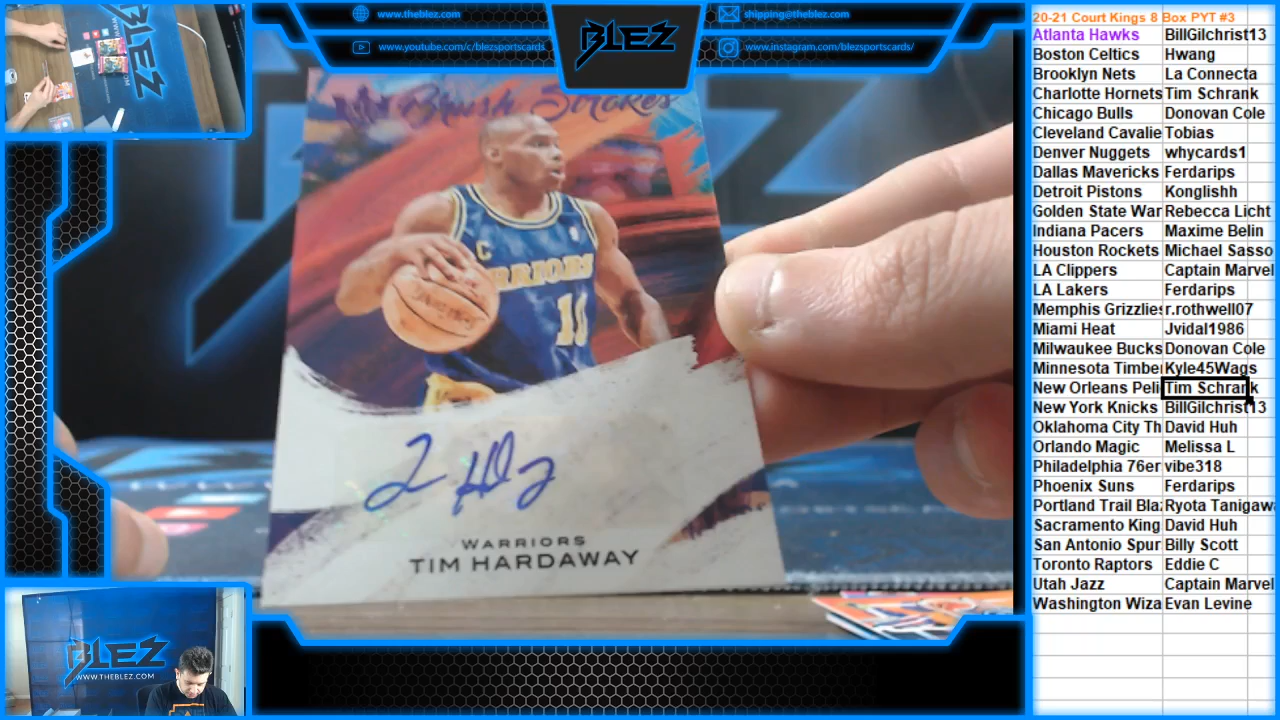 www.theblez.com
www.youtube.com/c/blezsportscards
BLEZ
shipping@theblez.com
www.instagram.com/blezsportscards/
Brush Strokes
WARRIORS
10
WARRIORS
TIM HARDAWAY
BLEZ
WWW.THEBLEZ.COM
20-21 Court Kings 8 Box PYT #3
Atlanta Hawks BillGilchrist13
Boston Celtics Hwang
Brooklyn Nets La Connecta
Charlotte Hornets Tim Schrank
Chicago Bulls Donovan Cole
Cleveland Cavalie Tobias
Denver Nuggets whycards1
Dallas Mavericks Ferdarips
Detroit Pistons Konglishh
Golden State War Rebecca Licht
Indiana Pacers Maxime Belin
Houston Rockets Michael Sasso
LA Clippers Captain Marvel
LA Lakers Ferdarips
Memphis Grizzlies r.rothwell07
Miami Heat Jvidal1986
Milwaukee Bucks Donovan Cole
Minnesota Timbe Kyle45Wags
New Orleans Peli Tim Schrank
New York Knicks BillGilchrist13
Oklahoma City Th David Huh
Orlando Magic Melissa L
Philadelphia 76er vibe318
Phoenix Suns Ferdarips
Portland Trail Bla Ryota Tanigaw
Sacramento King David Huh
San Antonio Spur Billy Scott
Toronto Raptors Eddie C
Utah Jazz Captain Marvel
Washington Wiza Evan Levine